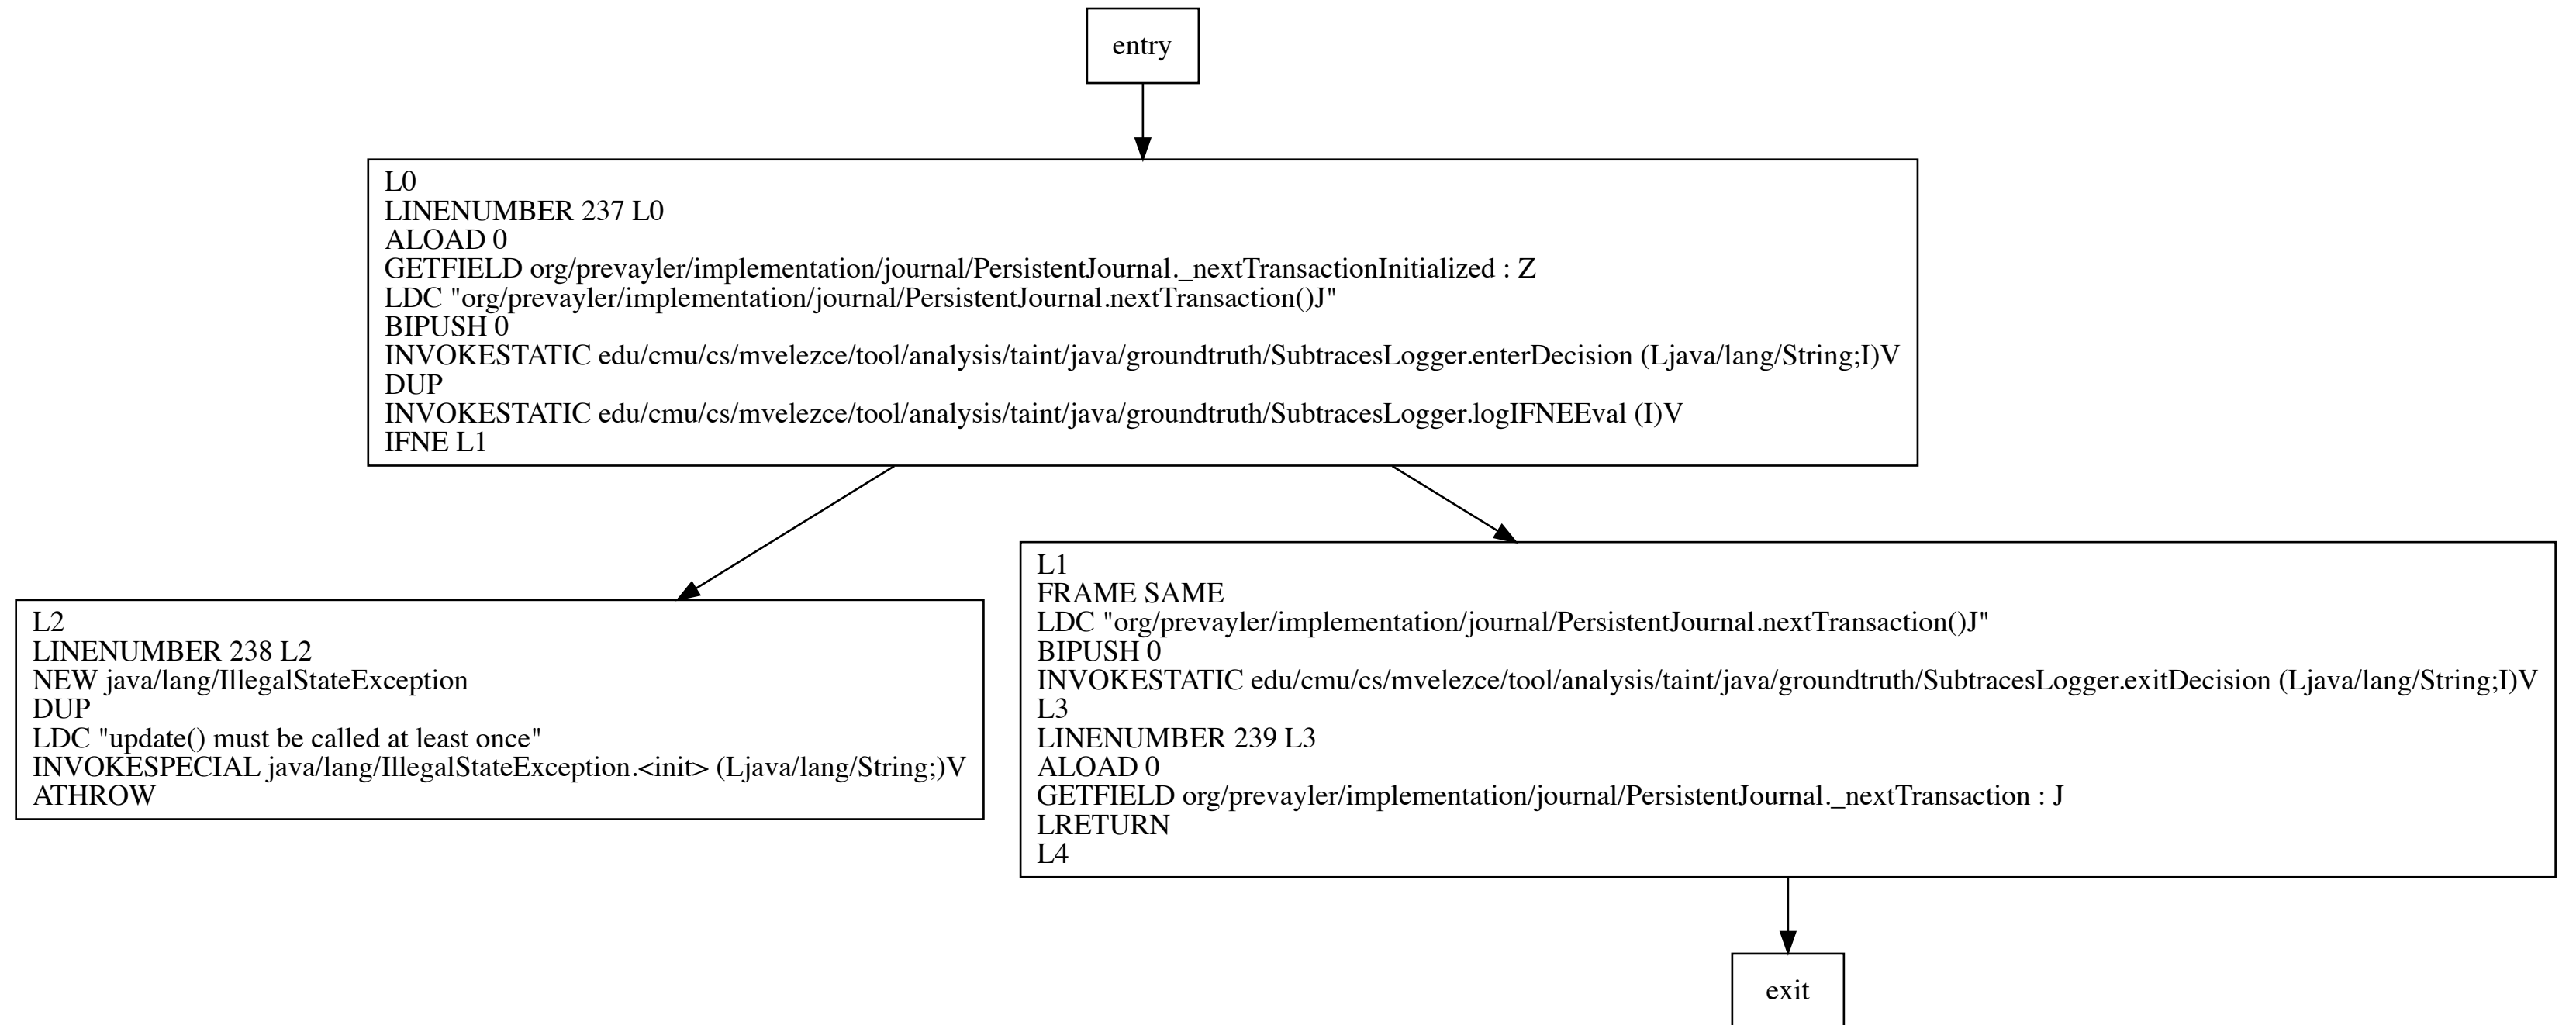 entry
L0
LINENUMBER 237 L0
ALOAD 0
GETFIELD org/prevayler/implementation/journal/PersistentJournal._nextTransactionInitialized : Z
LDC "org/prevayler/implementation/journal/PersistentJournal.nextTransaction()J"
BIPUSH 0
INVOKESTATIC edu/cmu/cs/mvelezce/tool/analysis/taint/java/groundtruth/SubtracesLogger.enterDecision (Ljava/lang/String;I)V
DUP
INVOKESTATIC edu/cmu/cs/mvelezce/tool/analysis/taint/java/groundtruth/SubtracesLogger.logIFNEEval (I)V
IFNE L1
L2
LINENUMBER 238 L2
NEW java/lang/IllegalStateException
DUP
LDC "update() must be called at least once"
INVOKESPECIAL java/lang/IllegalStateException.<init> (Ljava/lang/String;)V
ATHROW
L1
FRAME SAME
LDC "org/prevayler/implementation/journal/PersistentJournal.nextTransaction()J"
BIPUSH 0
INVOKESTATIC edu/cmu/cs/mvelezce/tool/analysis/taint/java/groundtruth/SubtracesLogger.exitDecision (Ljava/lang/String;I)V
L3
LINENUMBER 239 L3
ALOAD 0
GETFIELD org/prevayler/implementation/journal/PersistentJournal._nextTransaction : J
LRETURN
L4
exit